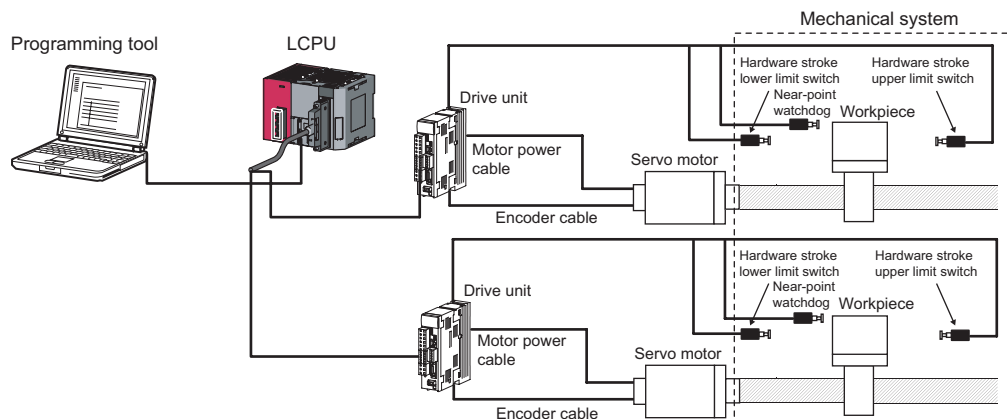 Mechanical system
Programming tool
LCPU
Hardware stroke
lower limit switch
Near-point
watchdog
Hardware stroke
upper limit switch
Workpiece
Drive unit
Motor power
cable
Servo motor
Encoder cable
Hardware stroke
lower limit switch
Near-point
watchdog
Hardware stroke
upper limit switch
Workpiece
Drive unit
Motor power
cable
Servo motor
Encoder cable